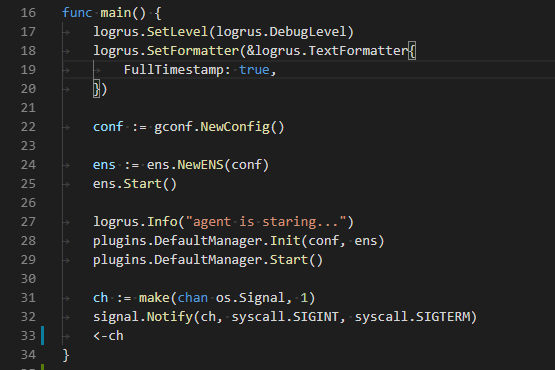 16 func main() {
17 logrus.SetLevel(logrus.DebugLevel)
18 logrus.SetFormatter(&logrus.TextFormatter{
19 FullTimestamp: true,
20 })
21
22 conf := gconf.NewConfig()
23
24 ens := ens.NewENS(conf)
25 ens.Start()
26
27 logrus.Info("agent is staring...")
28 plugins.DefaultManager.Init(conf, ens)
29 plugins.DefaultManager.Start()
30
31 ch := make(chan os.Signal, 1)
32 signal.Notify(ch, syscall.SIGINT, syscall.SIGTERM)
33 <-ch
34 }